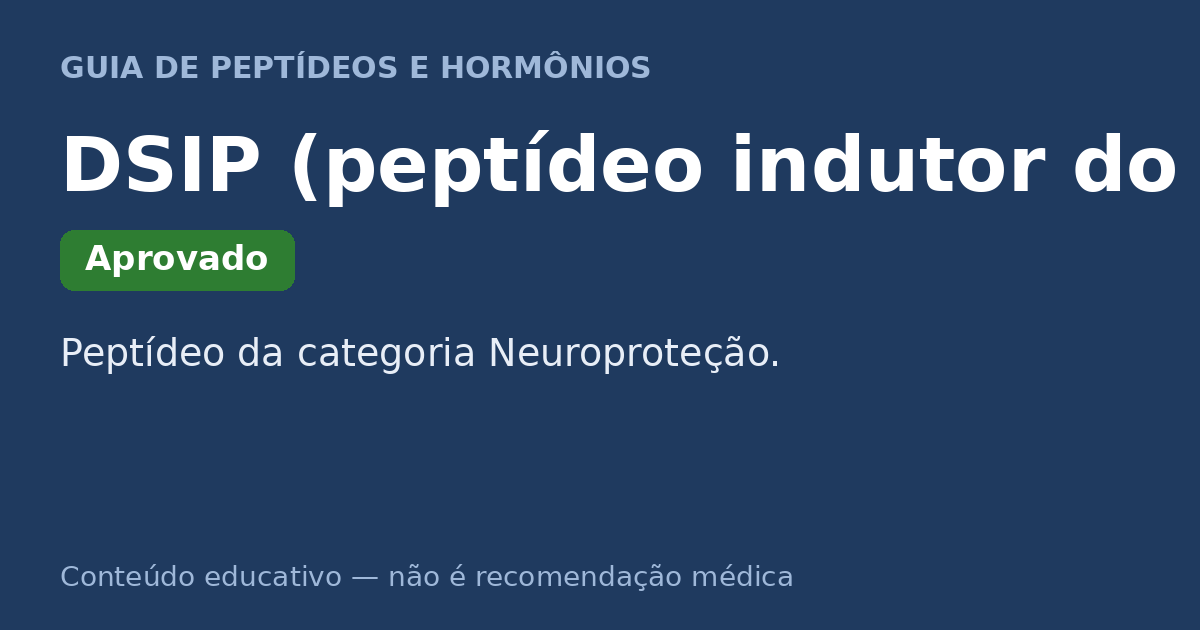 GUIA DE PEPTÍDEOS E HORMÔNIOS
DSIP (peptídeo indutor do
Aprovado
Peptídeo da categoria Neuroproteção.
Conteúdo educativo — não é recomendação médica